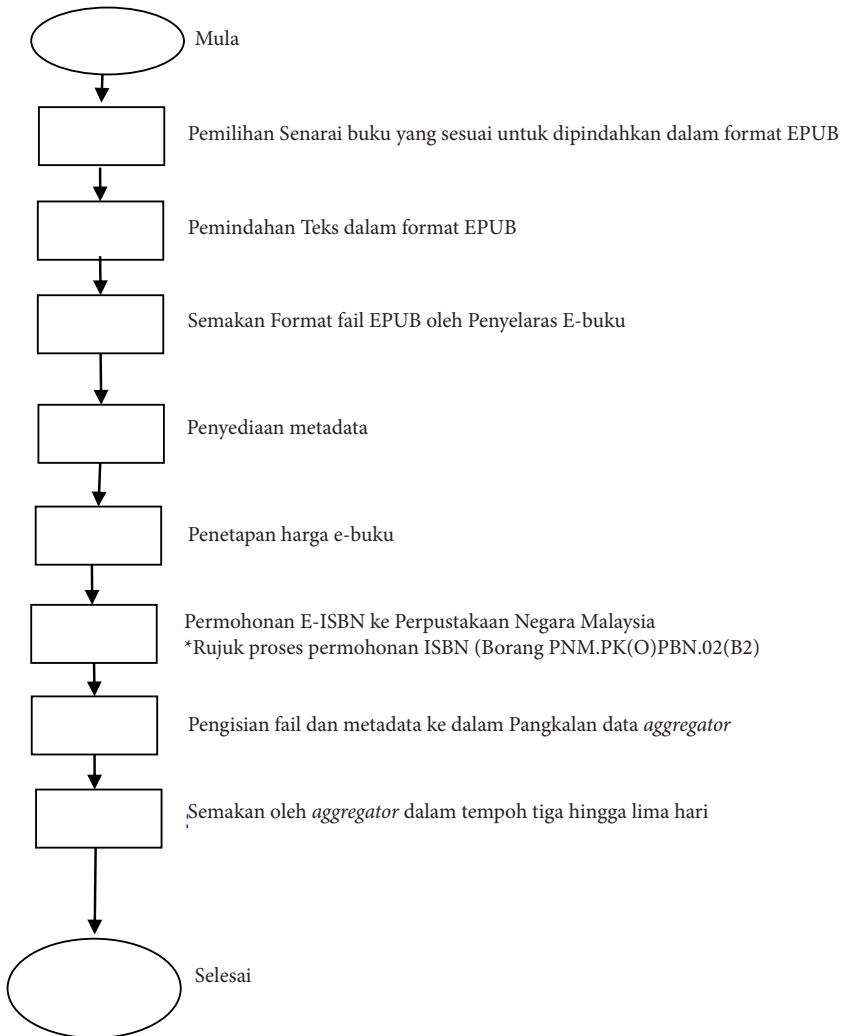 Mula
Pemilihan Senarai buku yang sesuai untuk dipindahkan dalam format EPUB
Pemindahan Teks dalam format EPUB
Semakan Format fail EPUB oleh Penyelaras E-buku
Penyediaan metadata
Penetapan harga e-buku
Permohonan E-ISBN ke Perpustakaan Negara Malaysia
*Rujuk proses permohonan ISBN (Borang PNM.PK(O)PBN.02(B2)
Pengisian fail dan metadata ke dalam Pangkalan data aggregator
Semakan oleh aggregator dalam tempoh tiga hingga lima hari
Selesai